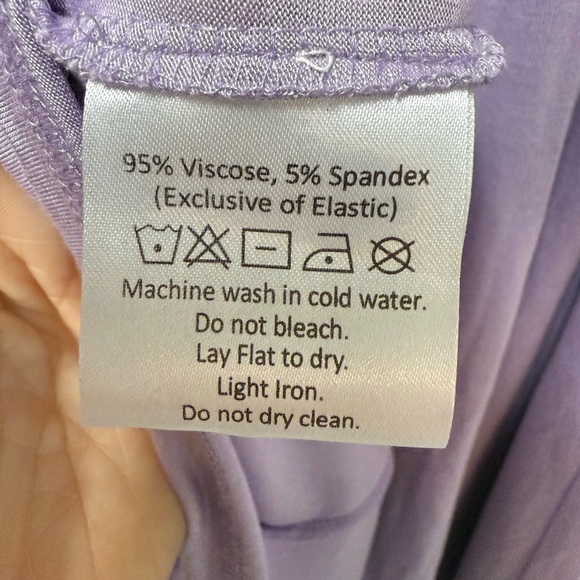 95% Viscose, 5% Spandex
(Exclusive of Elastic)
Machine wash in cold water.
Do not bleach.
Lay Flat to dry.
Light Iron.
Do not dry clean.